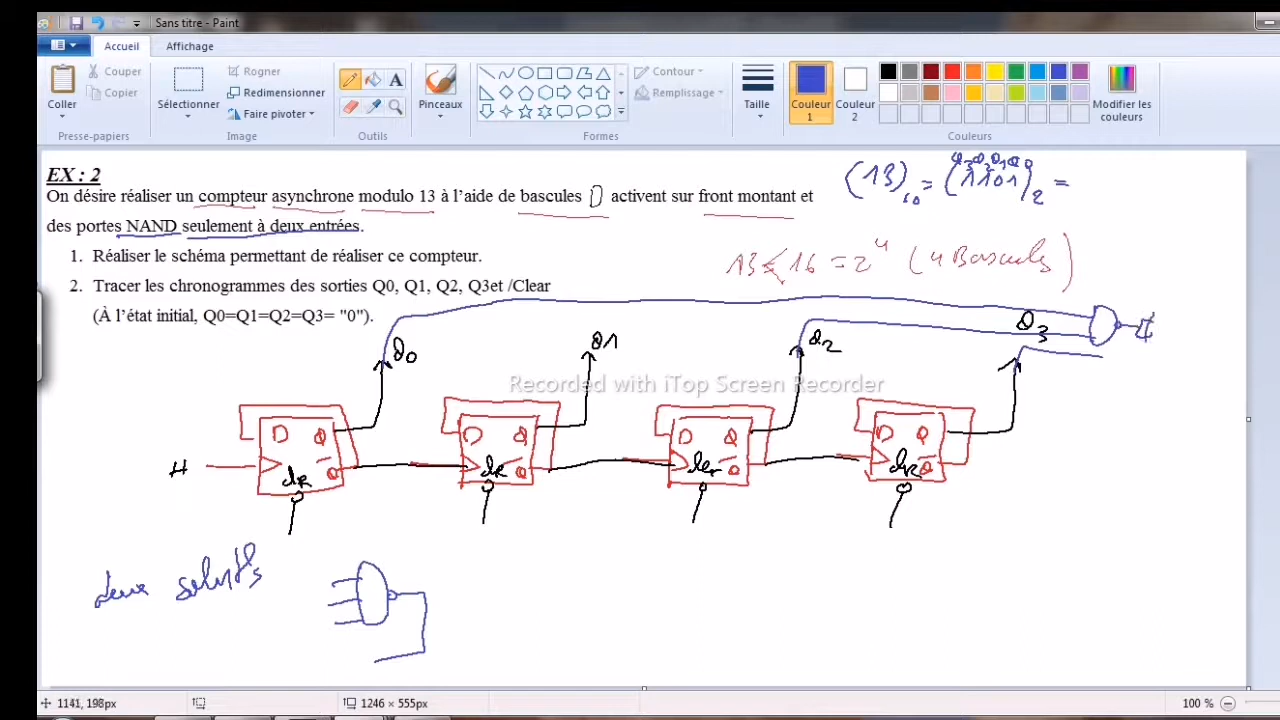 Sans titre - Paint
Accueil Affichage
Coller
Couper
Copier
Presse-papiers
Sélectionner
Rogner
Redimensionner
Faire pivoter
Image
A
Outils
Pinceaux
Contour
Remplissage
Formes
Taille
Couleur 1
Couleur 2
Modifier les couleurs
Couleurs
EX : 2
On désire réaliser un compteur asynchrone modulo 13 à l'aide de bascules D activent sur front montant et
des portes NAND seulement à deux entrées.
1. Réaliser le schéma permettant de réaliser ce compteur.
2. Tracer les chronogrammes des sorties Q0, Q1, Q2, Q3et /Clear
(À l'état initial, Q0=Q1=Q2=Q3= "0").
Q3 Q2 Q1 Q0
(13)10 = (1101)2 =
13 ≤ 16 = 2^4 (4 Bascules)
Q0 Q1 Q2 Q3
Recorded with iTop Screen Recorder
D Q D Q D Q D Q
H
Q̅ Q̅ Q̅ Q̅
deux
1141, 198px
1246 × 555px
100 %